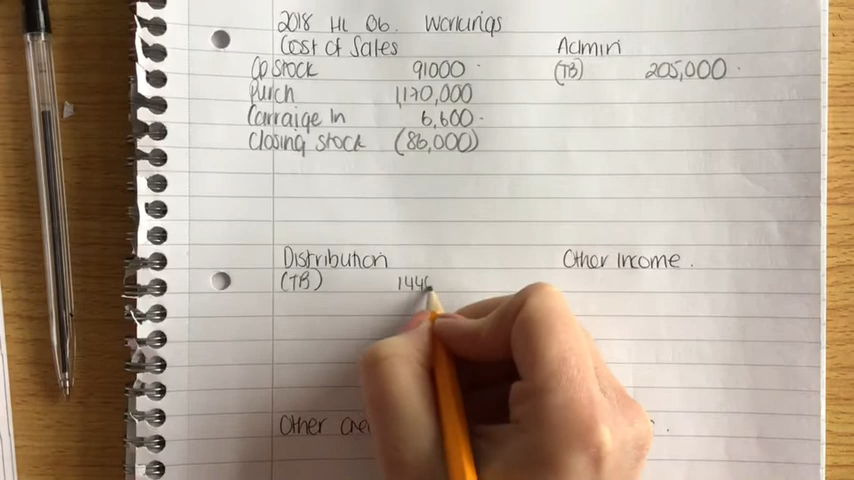 2018 HL Q6. Workings
Cost of Sales
Admin
Op Stock 91000
(TB) 205,000
Purch 1,170,000
Carraige In 6,600
Closing Stock (86,000)
Distribution
Other Income.
(TB) 144
Other